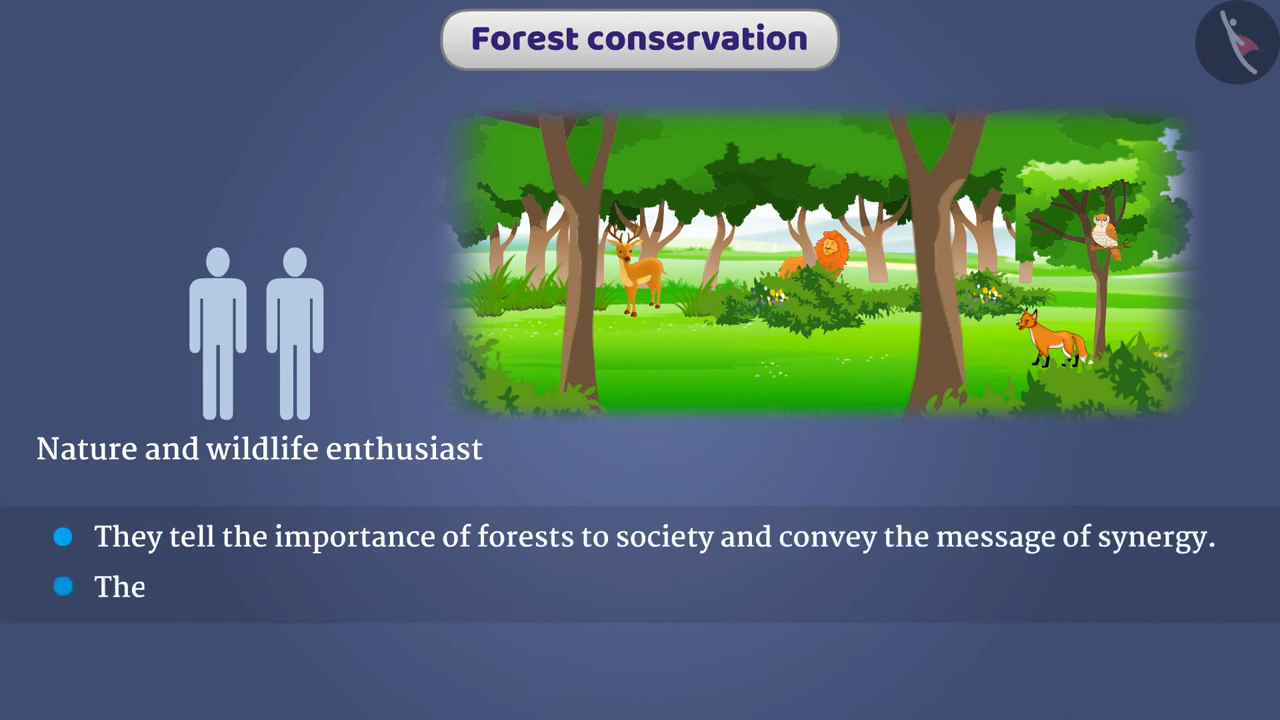 Forest conservation
Nature and wildlife enthusiast
They tell the importance of forests to society and convey the message of synergy.
The